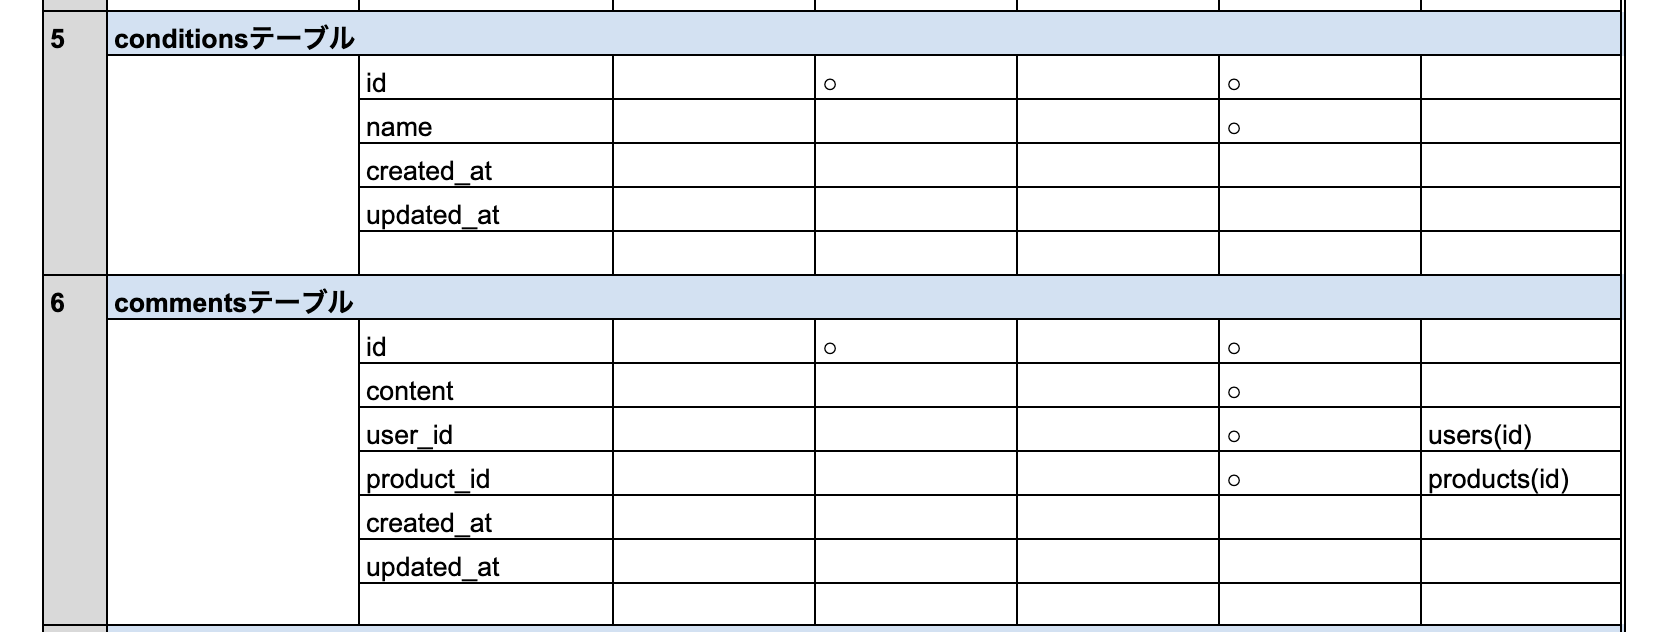 5 conditionsテーブル
id ○ ○
name ○
created_at
updated_at
6 commentsテーブル
id ○ ○
content ○
user_id ○ users(id)
product_id ○ products(id)
created_at
updated_at